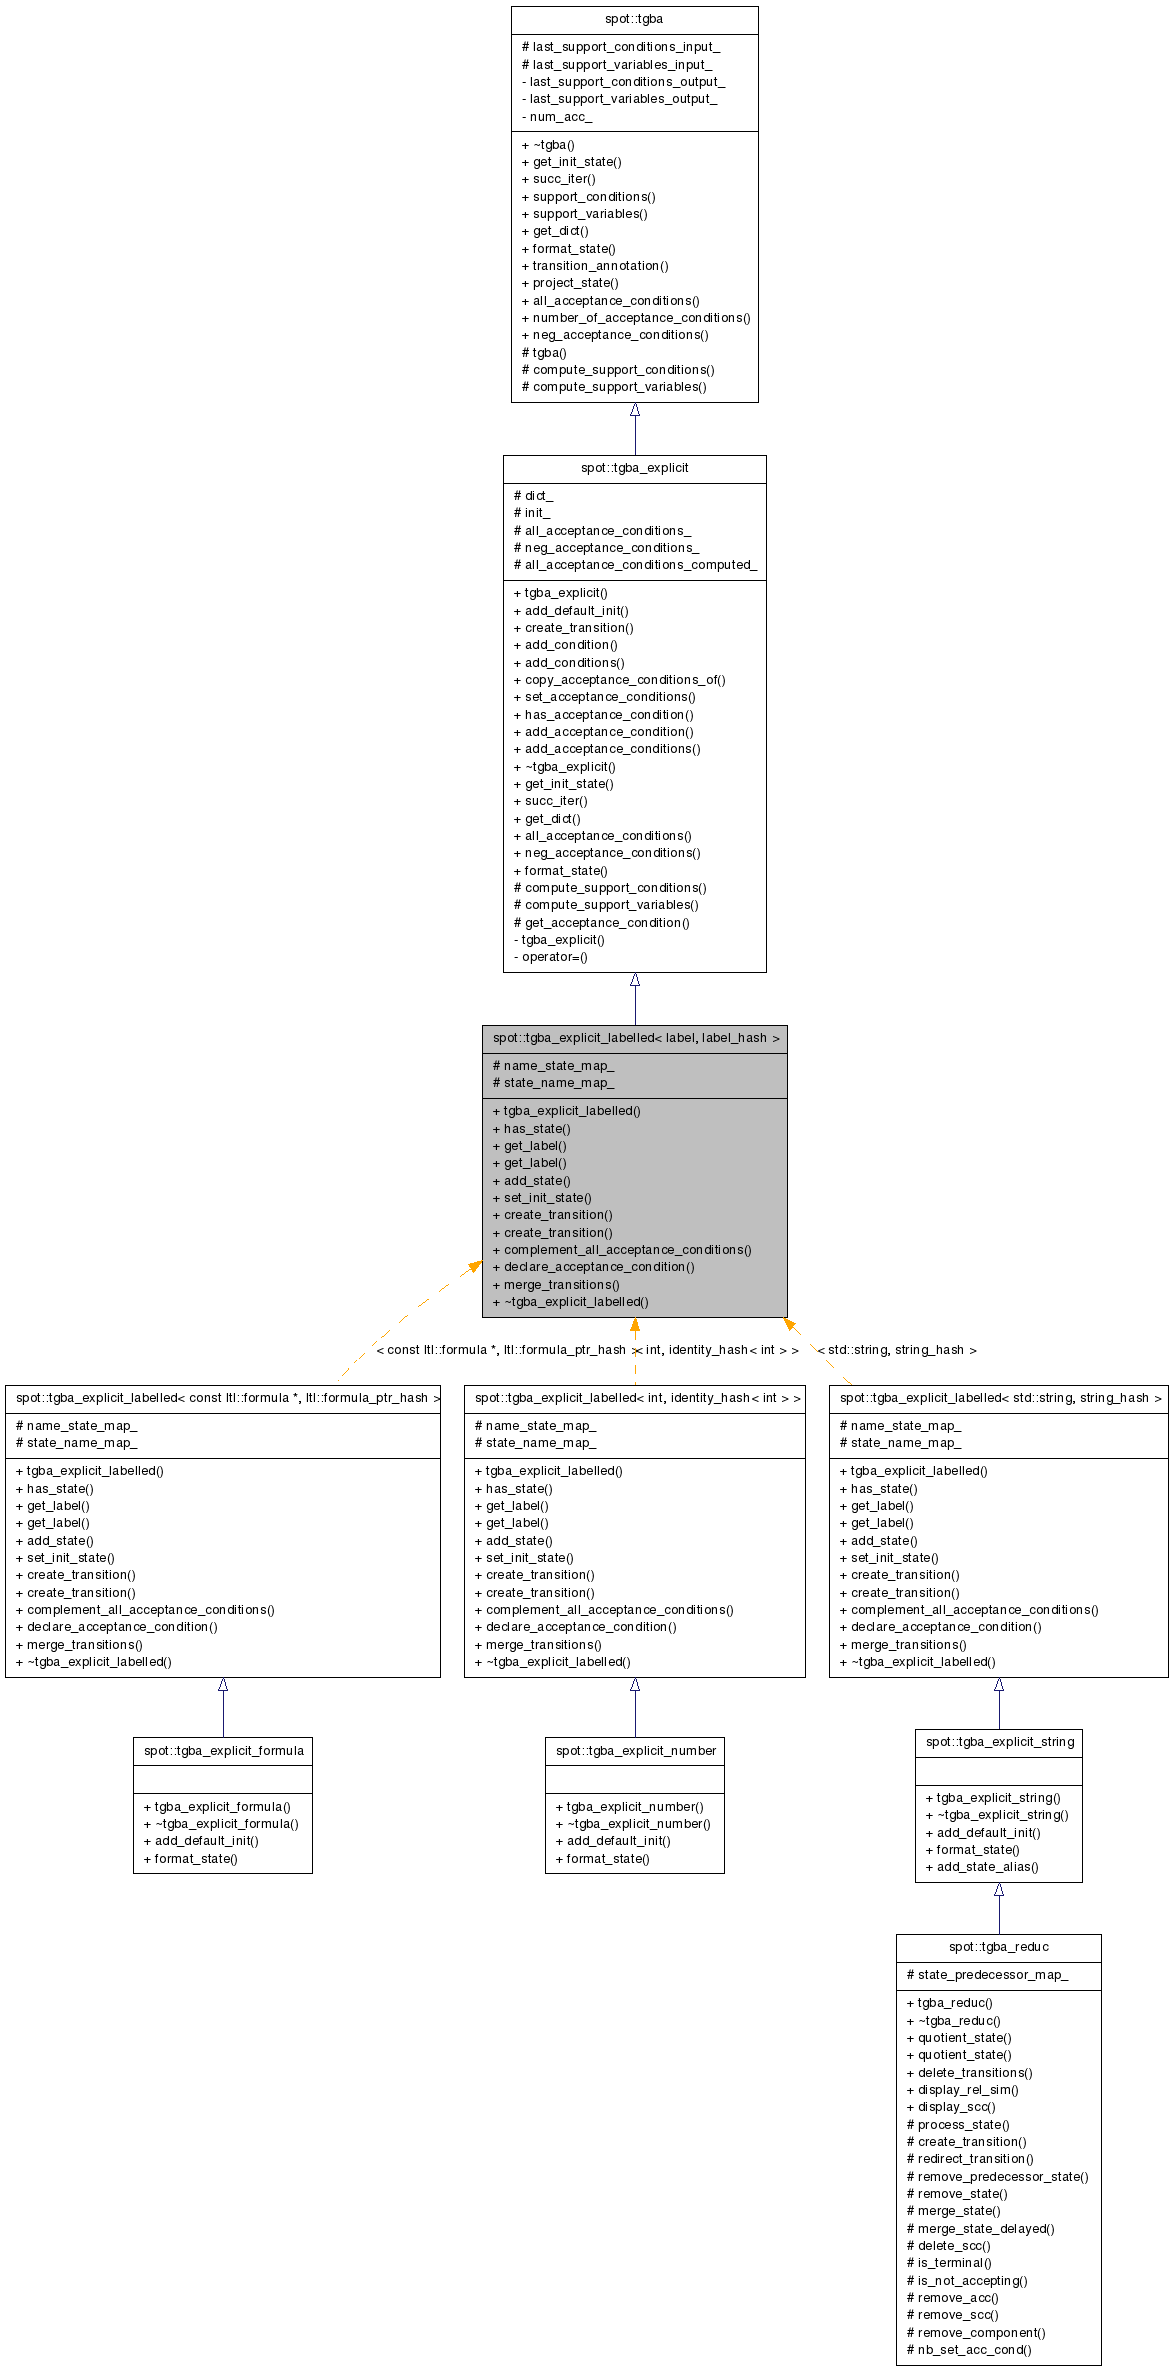 spot::tgba
# last_support_conditions_input_
# last_support_variables_input_
- last_support_conditions_output_
- last_support_variables_output_
- num_acc_
+ ~tgba()
+ get_init_state()
+ succ_iter()
+ support_conditions()
+ support_variables()
+ get_dict()
+ format_state()
+ transition_annotation()
+ project_state()
+ all_acceptance_conditions()
+ number_of_acceptance_conditions()
+ neg_acceptance_conditions()
# tgba()
# compute_support_conditions()
# compute_support_variables()
spot::tgba_explicit
# dict_
# init_
# all_acceptance_conditions_
# neg_acceptance_conditions_
# all_acceptance_conditions_computed_
+ tgba_explicit()
+ add_default_init()
+ create_transition()
+ add_condition()
+ add_conditions()
+ copy_acceptance_conditions_of()
+ set_acceptance_conditions()
+ has_acceptance_condition()
+ add_acceptance_condition()
+ add_acceptance_conditions()
+ ~tgba_explicit()
+ get_init_state()
+ succ_iter()
+ get_dict()
+ all_acceptance_conditions()
+ neg_acceptance_conditions()
+ format_state()
# compute_support_conditions()
# compute_support_variables()
# get_acceptance_condition()
- tgba_explicit()
- operator=()
spot::tgba_explicit_labelled< label, label_hash >
# name_state_map_
# state_name_map_
+ tgba_explicit_labelled()
+ has_state()
+ get_label()
+ get_label()
+ add_state()
+ set_init_state()
+ create_transition()
+ create_transition()
+ complement_all_acceptance_conditions()
+ declare_acceptance_condition()
+ merge_transitions()
+ ~tgba_explicit_labelled()
< const ltl::formula *, ltl::formula_ptr_hash >
< int, identity_hash< int > >
< std::string, string_hash >
spot::tgba_explicit_labelled< const ltl::formula *, ltl::formula_ptr_hash >
# name_state_map_
# state_name_map_
+ tgba_explicit_labelled()
+ has_state()
+ get_label()
+ get_label()
+ add_state()
+ set_init_state()
+ create_transition()
+ create_transition()
+ complement_all_acceptance_conditions()
+ declare_acceptance_condition()
+ merge_transitions()
+ ~tgba_explicit_labelled()
spot::tgba_explicit_labelled< int, identity_hash< int > >
# name_state_map_
# state_name_map_
+ tgba_explicit_labelled()
+ has_state()
+ get_label()
+ get_label()
+ add_state()
+ set_init_state()
+ create_transition()
+ create_transition()
+ complement_all_acceptance_conditions()
+ declare_acceptance_condition()
+ merge_transitions()
+ ~tgba_explicit_labelled()
spot::tgba_explicit_labelled< std::string, string_hash >
# name_state_map_
# state_name_map_
+ tgba_explicit_labelled()
+ has_state()
+ get_label()
+ get_label()
+ add_state()
+ set_init_state()
+ create_transition()
+ create_transition()
+ complement_all_acceptance_conditions()
+ declare_acceptance_condition()
+ merge_transitions()
+ ~tgba_explicit_labelled()
spot::tgba_explicit_formula
+ tgba_explicit_formula()
+ ~tgba_explicit_formula()
+ add_default_init()
+ format_state()
spot::tgba_explicit_number
+ tgba_explicit_number()
+ ~tgba_explicit_number()
+ add_default_init()
+ format_state()
spot::tgba_explicit_string
+ tgba_explicit_string()
+ ~tgba_explicit_string()
+ add_default_init()
+ format_state()
+ add_state_alias()
spot::tgba_reduc
# state_predecessor_map_
+ tgba_reduc()
+ ~tgba_reduc()
+ quotient_state()
+ quotient_state()
+ delete_transitions()
+ display_rel_sim()
+ display_scc()
# process_state()
# create_transition()
# redirect_transition()
# remove_predecessor_state()
# remove_state()
# merge_state()
# merge_state_delayed()
# delete_scc()
# is_terminal()
# is_not_accepting()
# remove_acc()
# remove_scc()
# remove_component()
# nb_set_acc_cond()